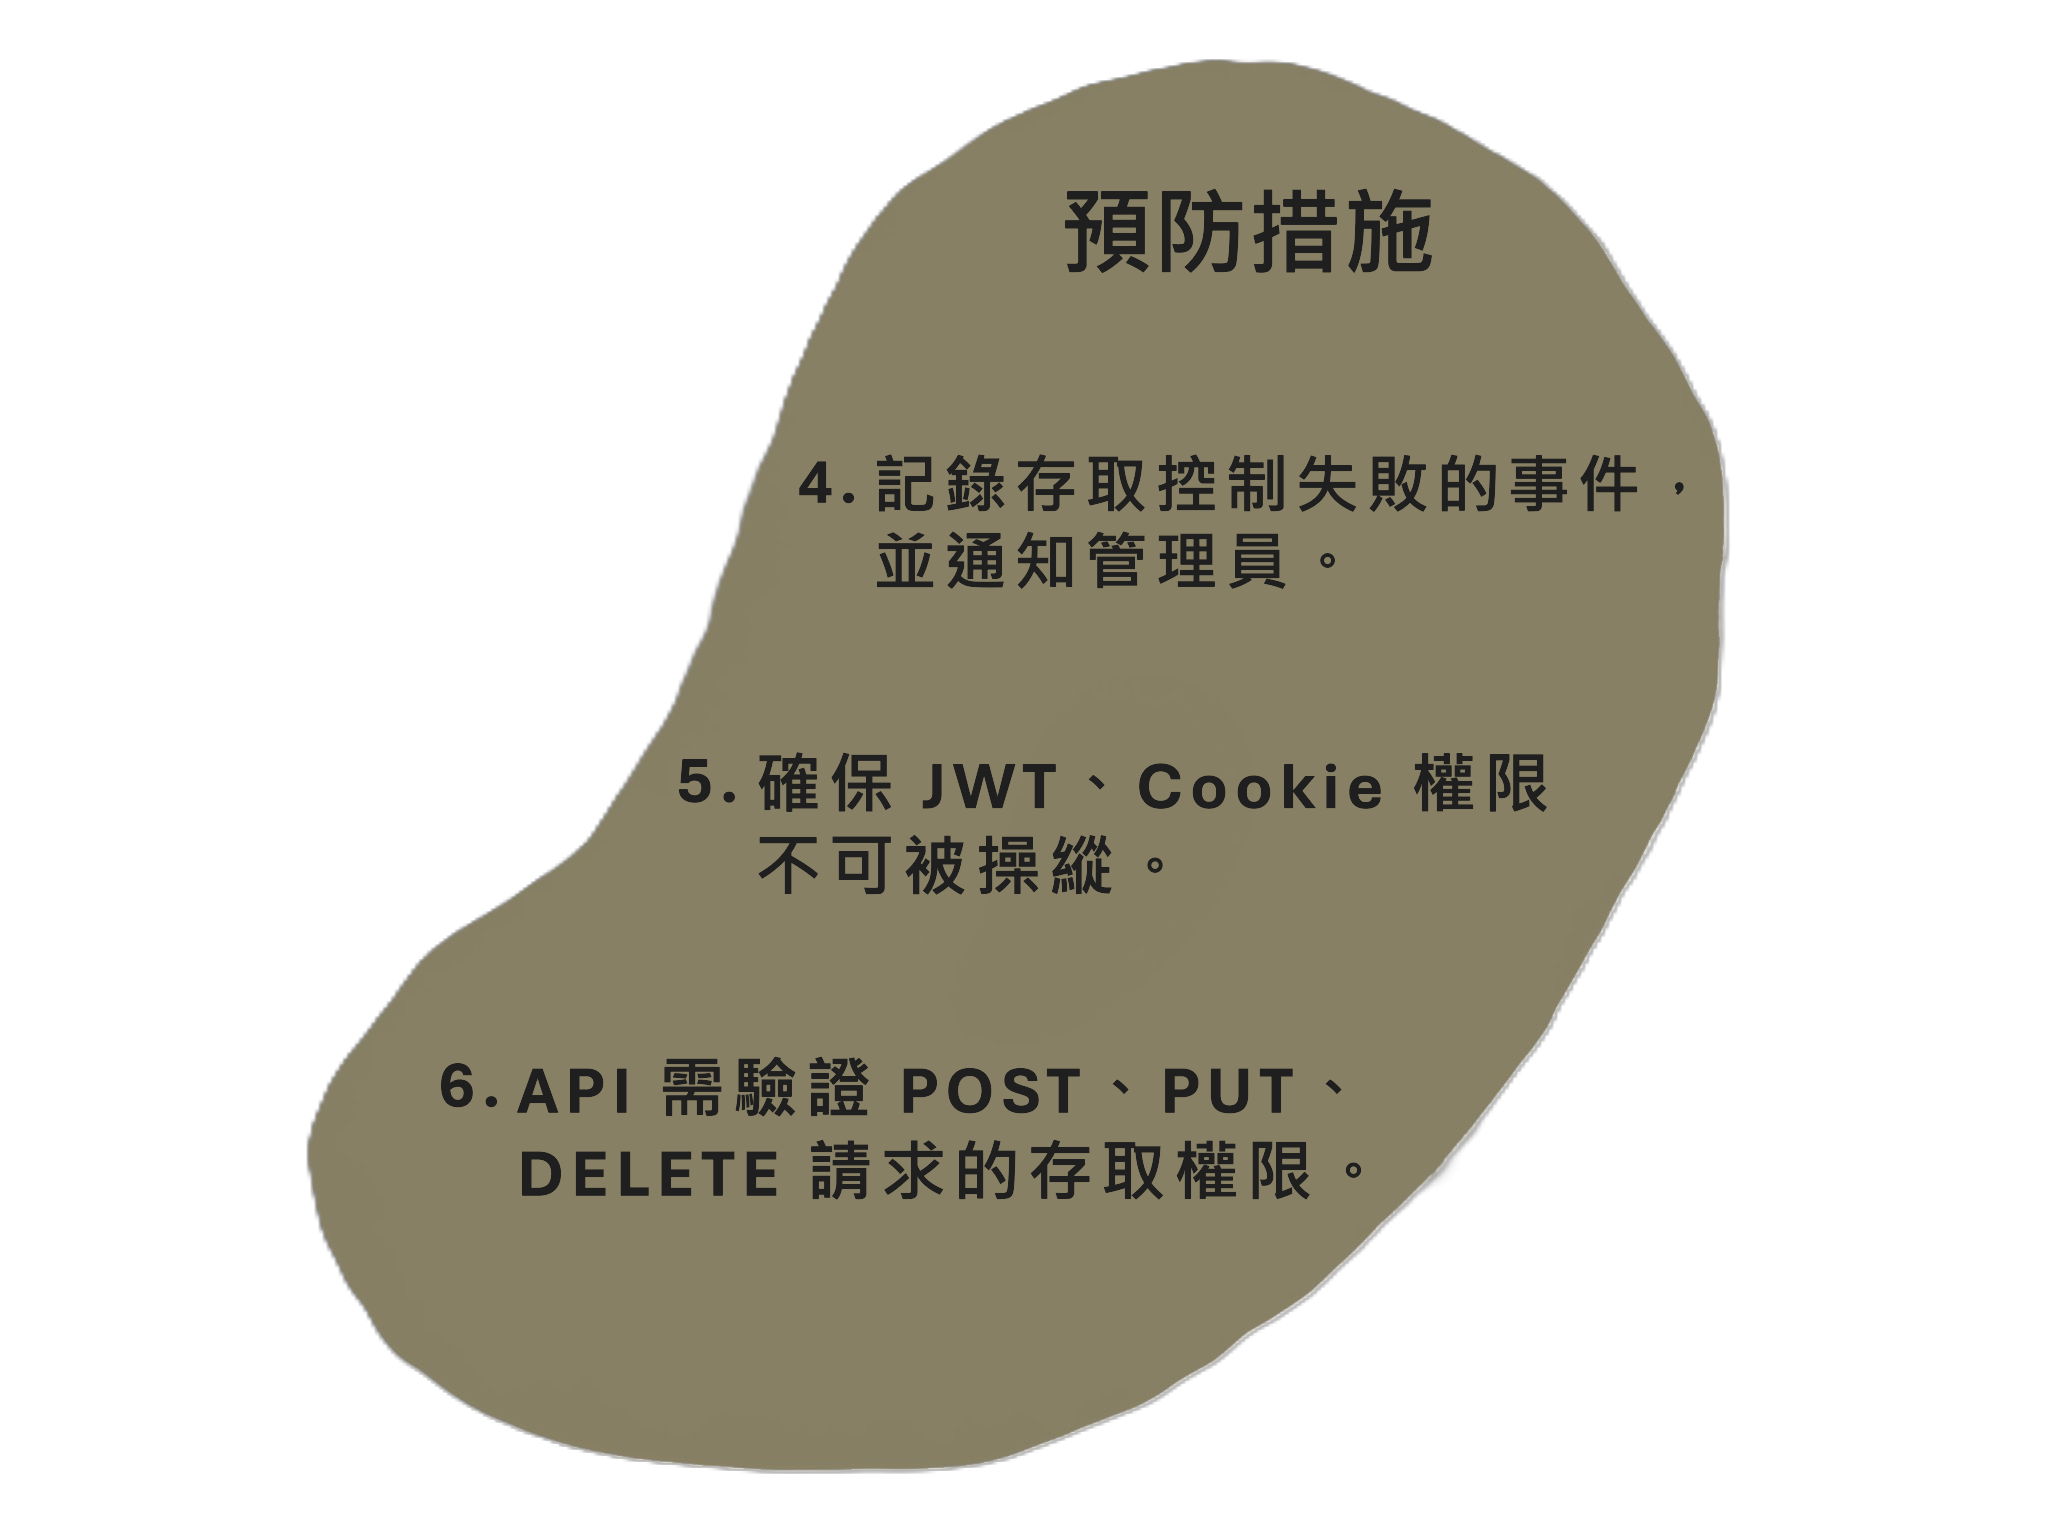 預防措施
4. 記錄存取控制失敗的事件，
並通知管理員。
5. 確保 JWT、Cookie 權限
不可被操縱。
6. API 需驗證 POST、PUT、
DELETE 請求的存取權限。